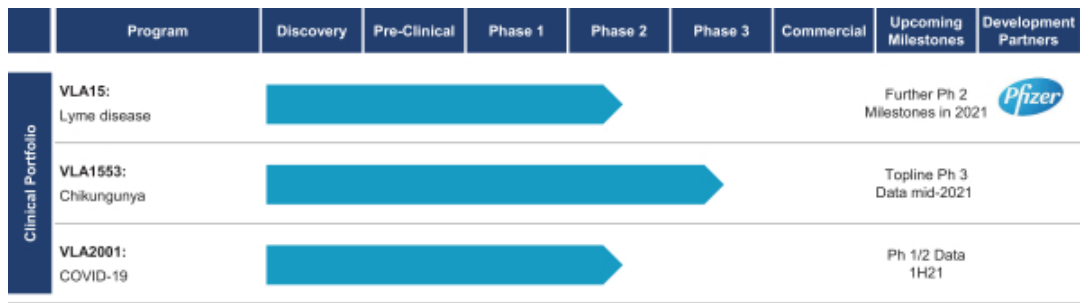 Program Discovery Pre-Clinical Phase 1 Phase 2 Phase 3 Commercial Upcoming Milestones Development Partners
Clinical Portfolio
VLA15:
Lyme disease
Further Ph 2
Milestones in 2021
Pfizer
VLA1553:
Chikungunya
Topline Ph 3
Data mid-2021
VLA2001:
COVID-19
Ph 1/2 Data
1H21